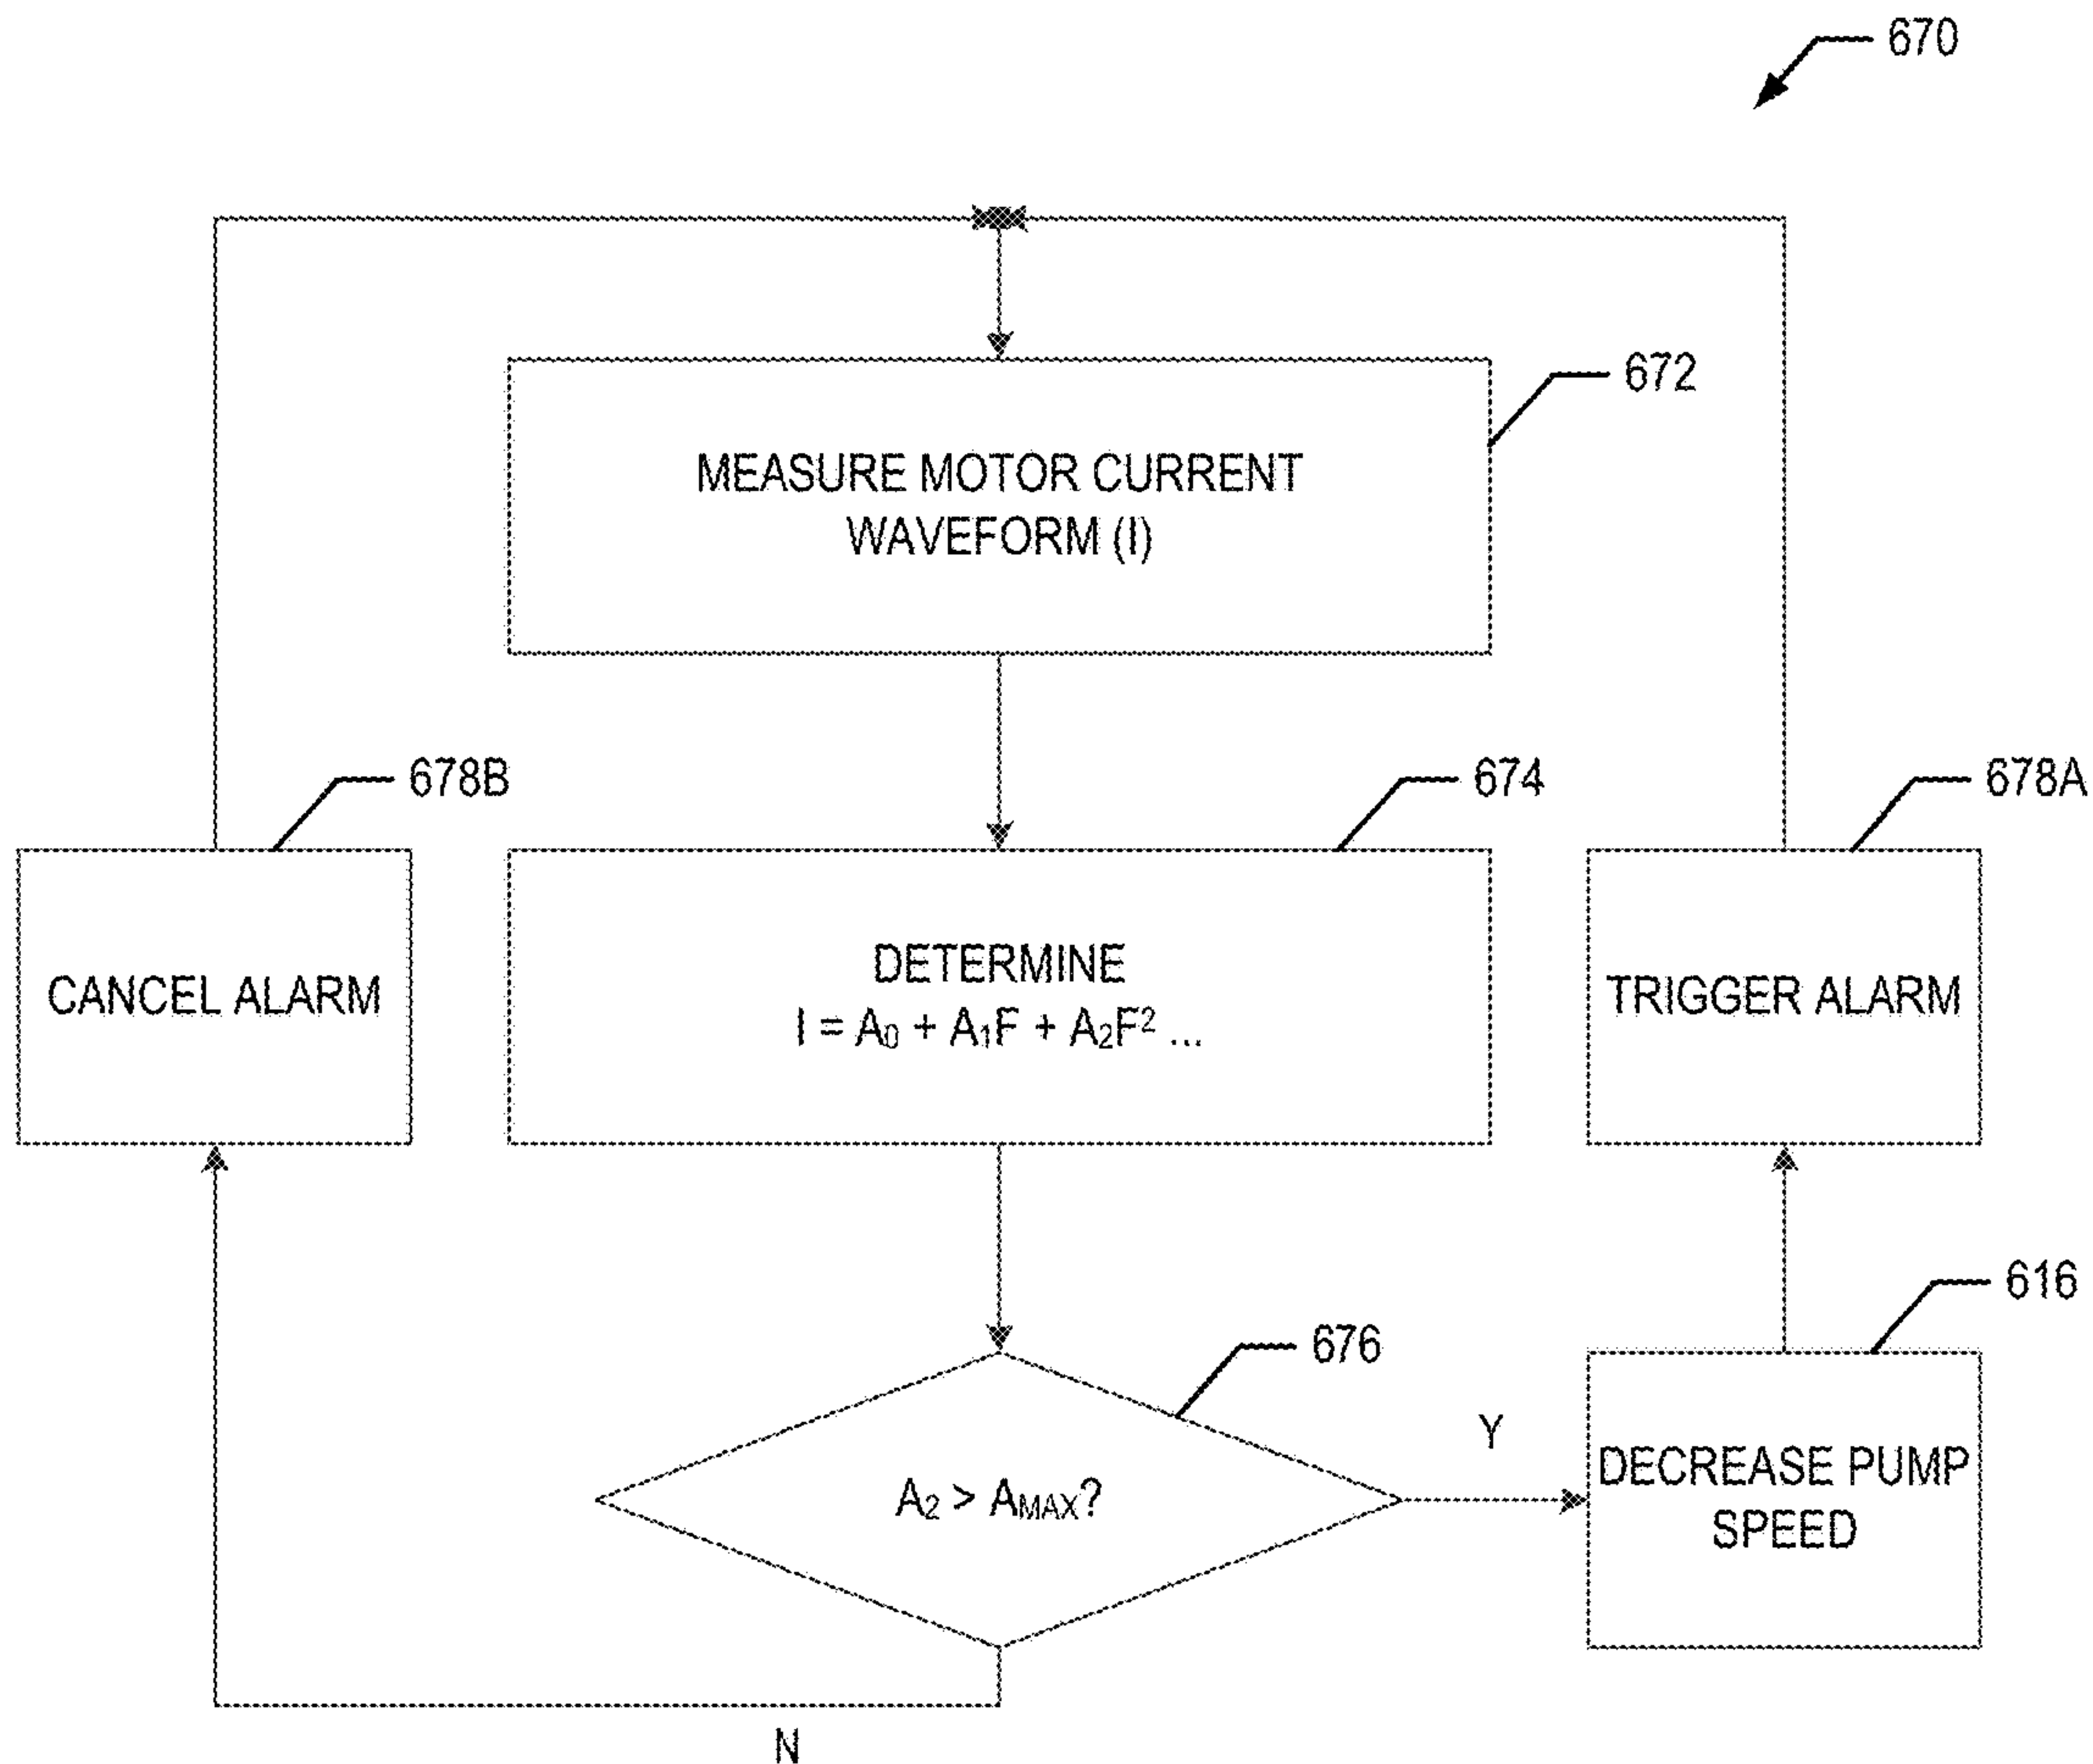 670
672
MEASURE MOTOR CURRENT
WAVEFORM (I)
678B
674
678A
CANCEL ALARM
DETERMINE
I = A₀ + A₁F + A₂F² ...
TRIGGER ALARM
616
676
Y
DECREASE PUMP
SPEED
A₂ > A_MAX?
N